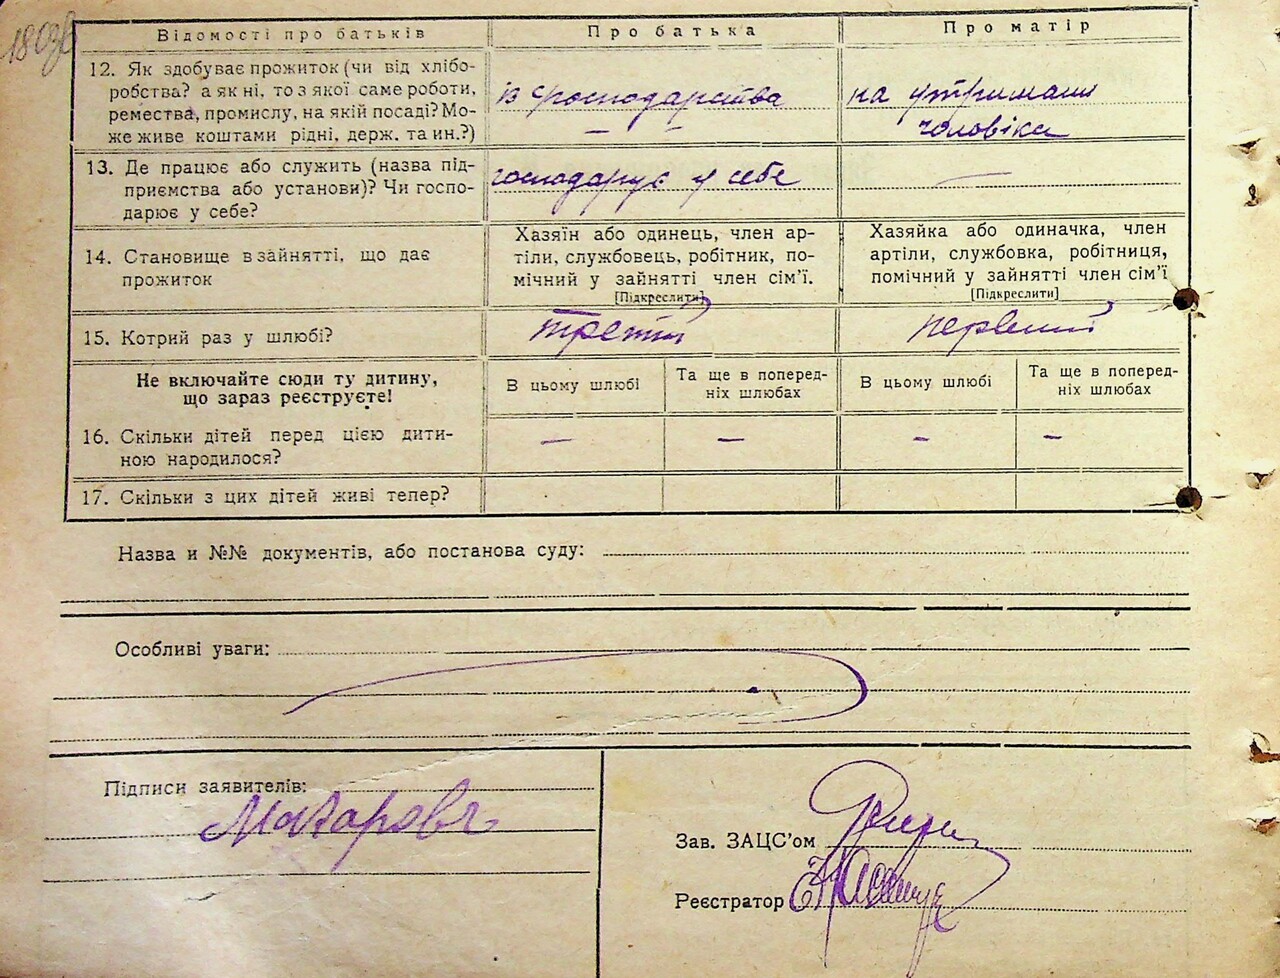 180зв
Відомості про батьків
Про батька
Про матір
12. Як здобуває прожиток (чи від хлібо-
робства? а як ні, то з якої саме роботи,
ремества, промислу, на якій посаді? Мо-
же живе коштами рідні, держ. та ин.?)
із господарства
— —
на утриманні
чоловіка
13. Де працює або служить (назва під-
приємства або установи)? Чи госпо-
дарює у себе?
господарує у себе
—
14. Становище в зайнятті, що дає
прожиток
Хазяїн або одинець, член ар-
тіли, службовець, робітник, по-
мічний у зайнятті член сім'ї.
[Підкреслити]
Хазяйка або одиначка, член
артіли, службовка, робітниця,
помічний у зайнятті член сім'ї
[Підкреслити]
15. Котрий раз у шлюбі?
третій
первший
Не включайте сюди ту дитину,
що зараз реєструєте!
В цьому шлюбі
Та ще в поперед-
ніх шлюбах
В цьому шлюбі
Та ще в поперед-
ніх шлюбах
16. Скільки дітей перед цією дити-
ною народилося?
— — — —
17. Скільки з цих дітей живі тепер?
Назва и №№ документів, або постанова суду:
Особливі уваги:
Підписи заявителів:
Зав. ЗАЦС'ом
Реєстратор